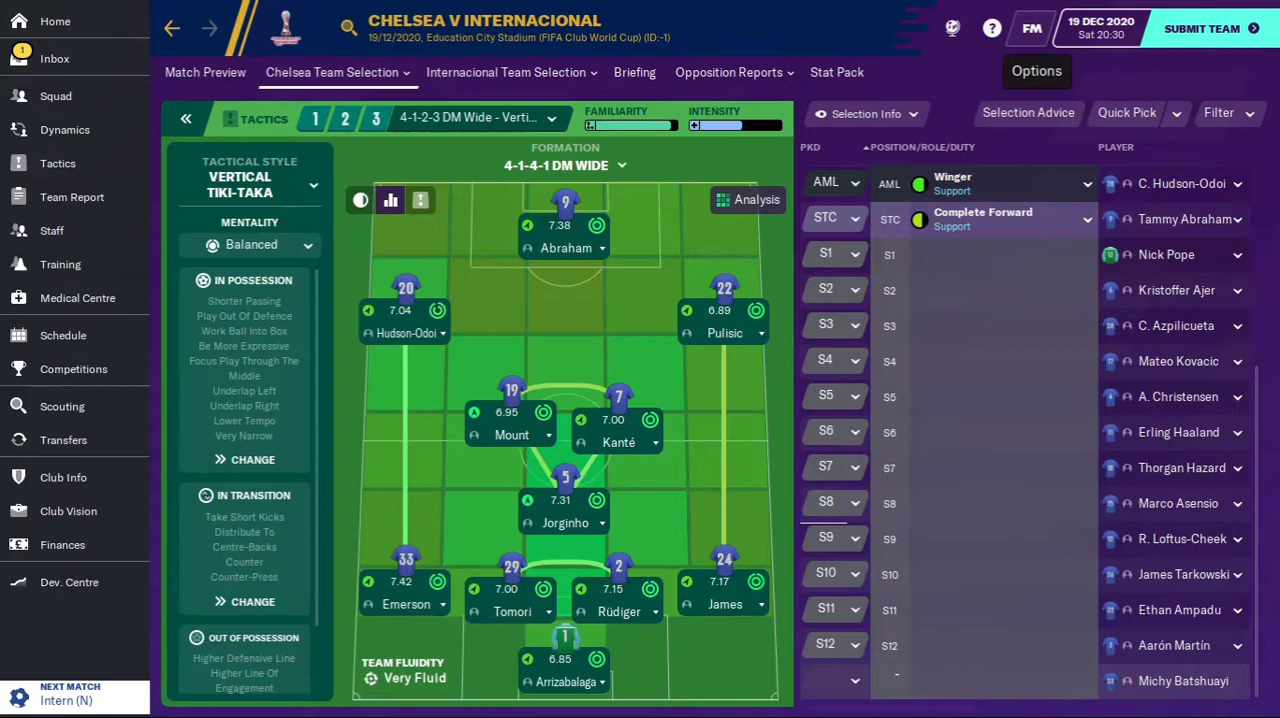 Home
1
Inbox
Squad
Dynamics
Tactics
Team Report
Staff
Training
Medical Centre
Schedule
Competitions
Scouting
Transfers
Club Info
Club Vision
Finances
Dev. Centre
NEXT MATCH
Intern (N)
CHELSEA V INTERNACIONAL
19/12/2020, Education City Stadium (FIFA Club World Cup) (ID:-1)
?
FM
19 DEC 2020
Sat 20:30
SUBMIT TEAM
Match Preview
Chelsea Team Selection
Internacional Team Selection
Briefing
Opposition Reports
Stat Pack
Options
TACTICS
1 2 3
4-1-2-3 DM Wide - Verti...
FAMILIARITY
INTENSITY
TACTICAL STYLE
VERTICAL
TIKI-TAKA
MENTALITY
Balanced
IN POSSESSION
Shorter Passing
Play Out Of Defence
Work Ball Into Box
Be More Expressive
Focus Play Through The
Middle
Underlap Left
Underlap Right
Lower Tempo
Very Narrow
CHANGE
IN TRANSITION
Take Short Kicks
Distribute To
Centre-Backs
Counter
Counter-Press
CHANGE
OUT OF POSSESSION
Higher Defensive Line
Higher Line Of
Engagement
FORMATION
4-1-4-1 DM WIDE
Analysis
9
7.38
Abraham
20
7.04
Hudson-Odoi
22
6.89
Pulisic
19
6.95
Mount
7
7.00
Kanté
5
7.31
Jorginho
33
7.42
Emerson
29
7.00
Tomori
2
7.15
Rüdiger
24
7.17
James
1
6.85
Arrizabalaga
TEAM FLUIDITY
Very Fluid
Selection Info
Selection Advice
Quick Pick
Filter
PKD POSITION/ROLE/DUTY PLAYER
AML AML Winger Support C. Hudson-Odoi
STC STC Complete Forward Support Tammy Abraham
S1 S1 Nick Pope
S2 S2 Kristoffer Ajer
S3 S3 C. Azpilicueta
S4 S4 Mateo Kovacic
S5 S5 A. Christensen
S6 S6 Erling Haaland
S7 S7 Thorgan Hazard
S8 S8 Marco Asensio
S9 S9 R. Loftus-Cheek
S10 S10 James Tarkowski
S11 S11 Ethan Ampadu
S12 S12 Aarón Martín
- Michy Batshuayi